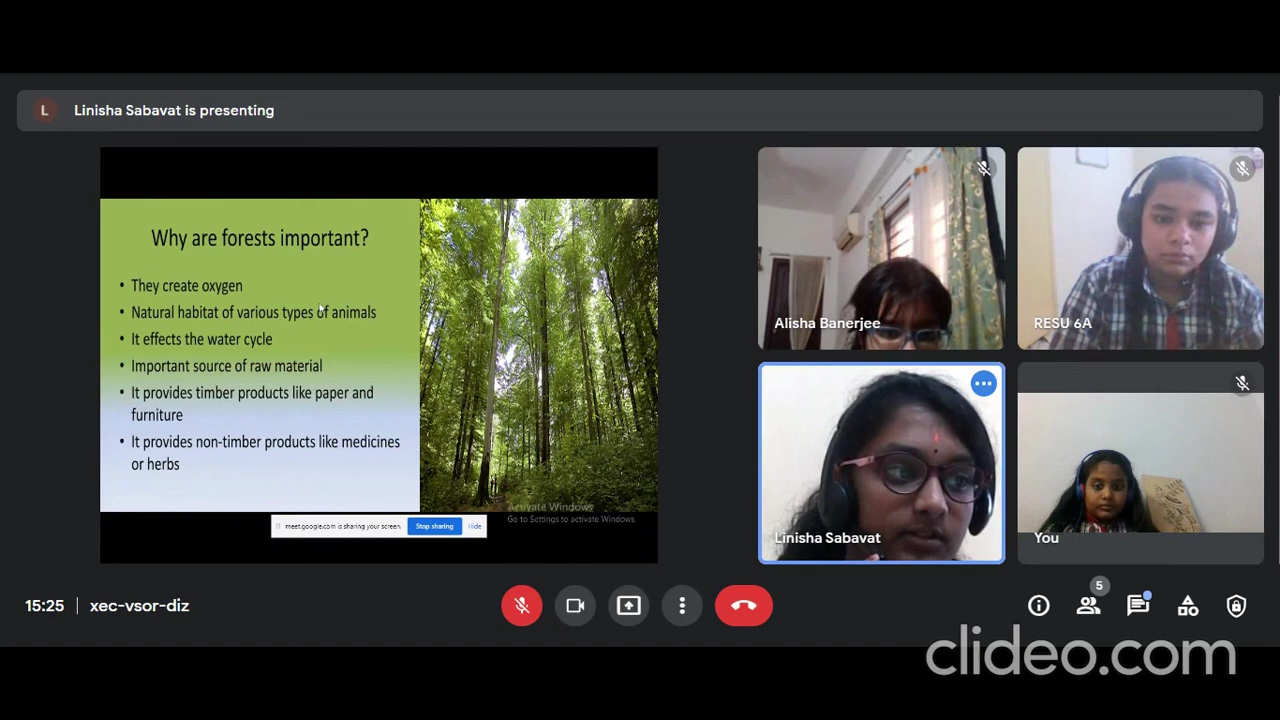 L
Linisha Sabavat is presenting
Why are forests important?
• They create oxygen
• Natural habitat of various types of animals
• It effects the water cycle
• Important source of raw material
• It provides timber products like paper and
furniture
• It provides non-timber products like medicines
or herbs
Activate Windows
Go to Settings to activate Windows
meet.google.com is sharing your screen.
Stop sharing
Hide
Alisha Banerjee
RESU 6A
Linisha Sabavat
You
15:25 | xec-vsor-diz
5
clideo.com